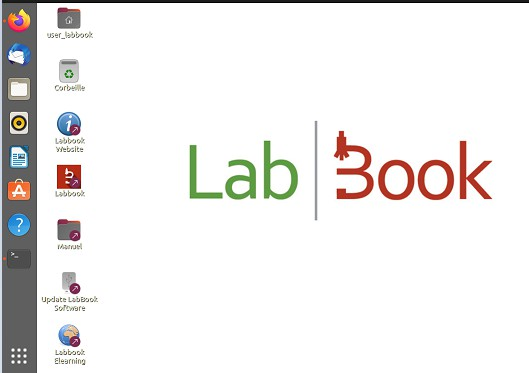 user_labbook
Corbeille
Labbook
Website
Labbook
Manuel
Update LabBook
Software
Labbook
Elearning
Lab Book